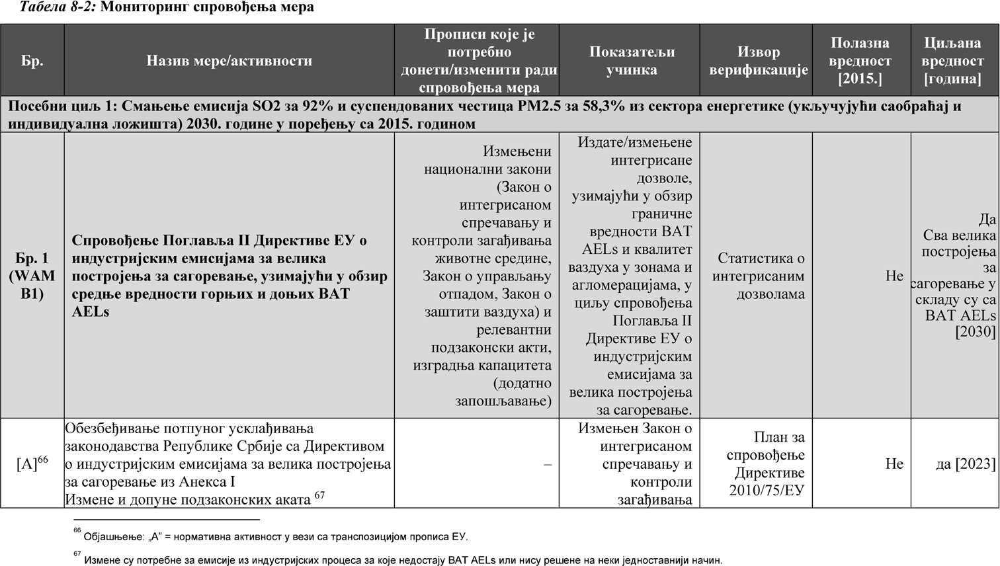 Табела 8-2: Мониторинг спровођења мера
Бр.
Назив мере/активности
Прописи које је
потребно
донети/изменити ради
спровођења мера
Показатељи
учинка
Извор
верификације
Полазна
вредност
[2015.]
Циљана
вредност
[година]
Посебни циљ 1: Смањење емисија SO2 за 92% и суспендованих честица PM2.5 за 58,3% из сектора енергетике (укључујући саобраћај и
индивидуална ложишта) 2030. године у поређењу са 2015. годином
Бр. 1
(WAM
B1)
Спровођење Поглавља II Директиве ЕУ о
индустријским емисијама за велика
постројења за сагоревање, узимајући у обзир
средње вредности горњих и доњих BAT
AELs
Измењени
национални закони
(Закон о
интегрисаном
спречавању и
контроли загађивања
животне средине,
Закон о управљању
отпадом, Закон о
заштити ваздуха) и
релевантни
подзаконски акти,
изградња капацитета
(додатно
запошљавање)
Издате/измењене
интегрисане
дозволе,
узимајући у обзир
граничне
вредности BAT
AELs и квалитет
ваздуха у зонама и
агломерацијама, у
циљу спровођења
Поглавља II
Директиве ЕУ о
индустријским
емисијама за
велика постројења
за сагоревање.
Статистика о
интегрисаним
дозволама
Не
Да
Сва велика
постројења
за
сагоревање у
складу су са
BAT AELs
[2030]
[А]66
Обезбеђивање потпуног усклађивања
законодавства Републике Србије са Директивом
о индустријским емисијама за велика постројења
за сагоревање из Анекса I
Измене и допуне подзаконских аката 67
–
Измењен Закон о
интегрисаном
спречавању и
контроли
загађивања
План за
спровођење
Директиве
2010/75/ЕУ
Не
да [2023]
66 Објашњење: „А” = нормативна активност у вези са транспозицијом прописа ЕУ.
67 Измене су потребне за емисије из индустријских процеса за које недостају BAT AELs или нису решене на неки једноставнији начин.